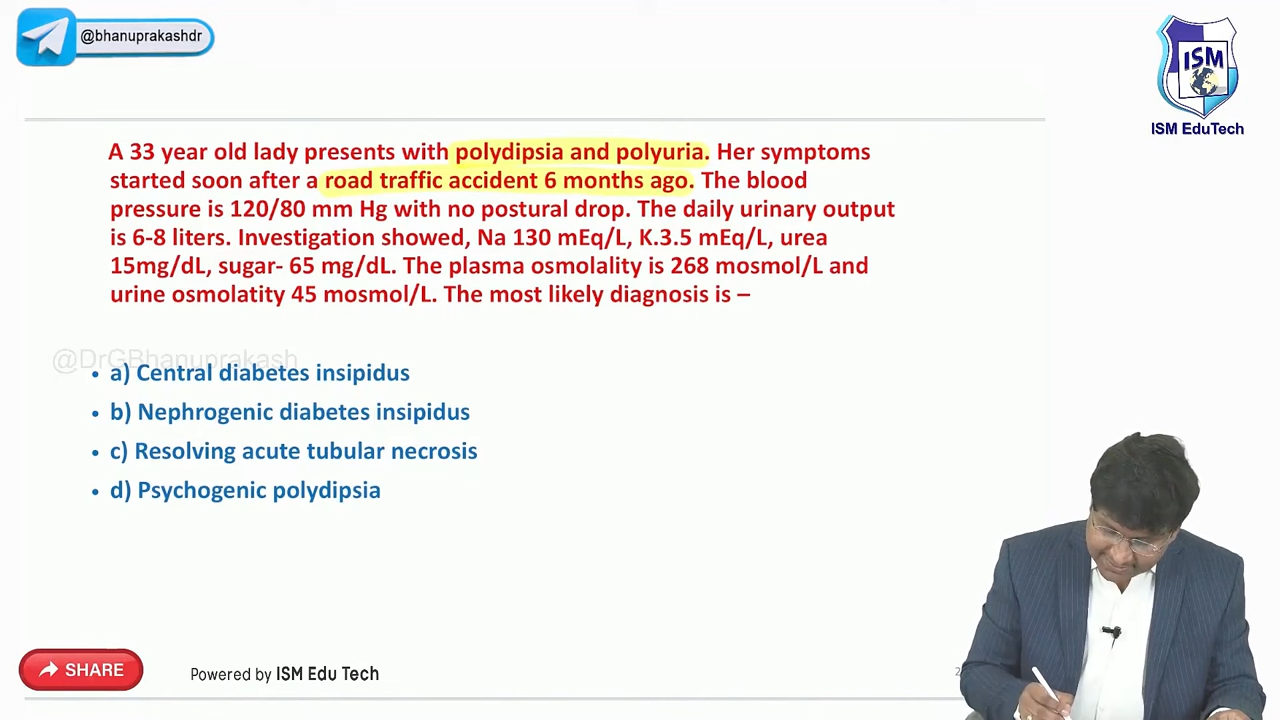 @bhanuprakashdr
ISM
ISM EduTech
A 33 year old lady presents with polydipsia and polyuria. Her symptoms
started soon after a road traffic accident 6 months ago. The blood
pressure is 120/80 mm Hg with no postural drop. The daily urinary output
is 6-8 liters. Investigation showed, Na 130 mEq/L, K.3.5 mEq/L, urea
15mg/dL, sugar- 65 mg/dL. The plasma osmolality is 268 mosmol/L and
urine osmolatity 45 mosmol/L. The most likely diagnosis is –
@DrGBhanuprakash
• a) Central diabetes insipidus
• b) Nephrogenic diabetes insipidus
• c) Resolving acute tubular necrosis
• d) Psychogenic polydipsia
SHARE
Powered by ISM Edu Tech